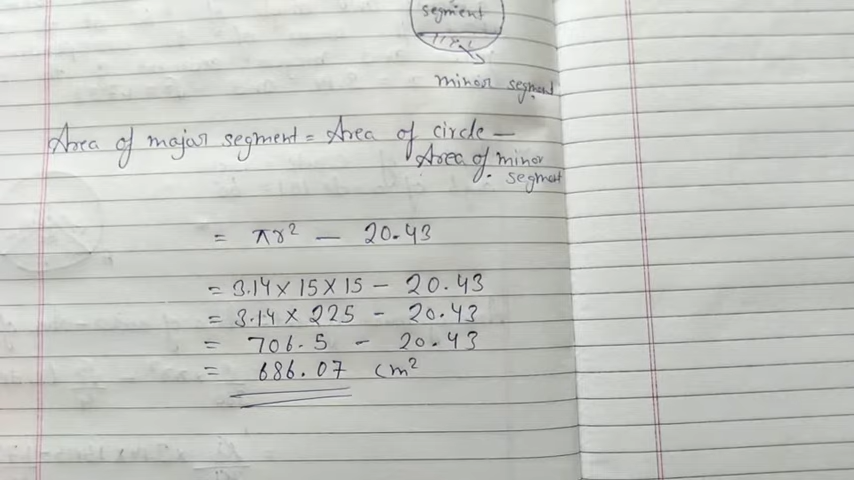 segment
minor segment
Area of major segment = Area of circle —
Area of minor
segment
= πr² — 20.43
= 3.14 × 15 × 15 — 20.43
= 3.14 × 225 — 20.43
= 706.5 — 20.43
= 686.07 cm²